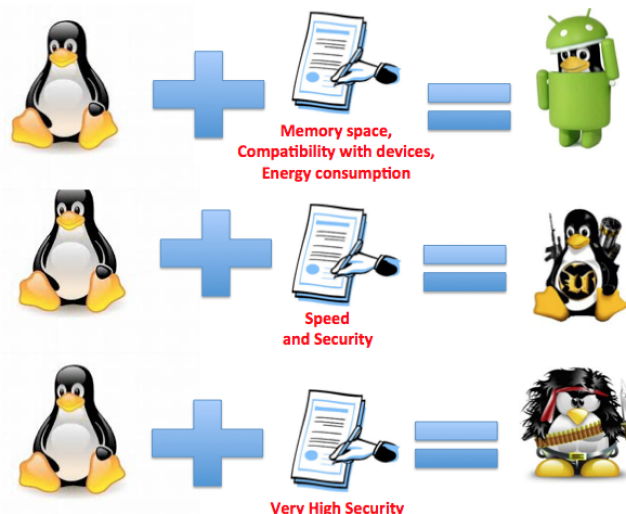 Memory space,
Compatibility with devices,
Energy consumption
Speed
and Security
Very High Security